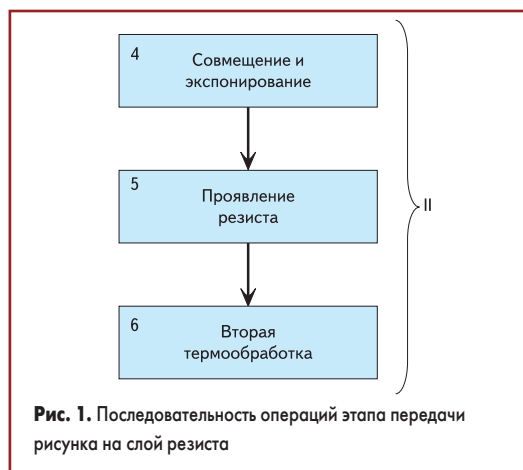 4
Совмещение и
экспонирование
5
Проявление
резиста
II
6
Вторая
термообработка
Рис. 1. Последовательность операций этапа передачи
рисунка на слой резиста